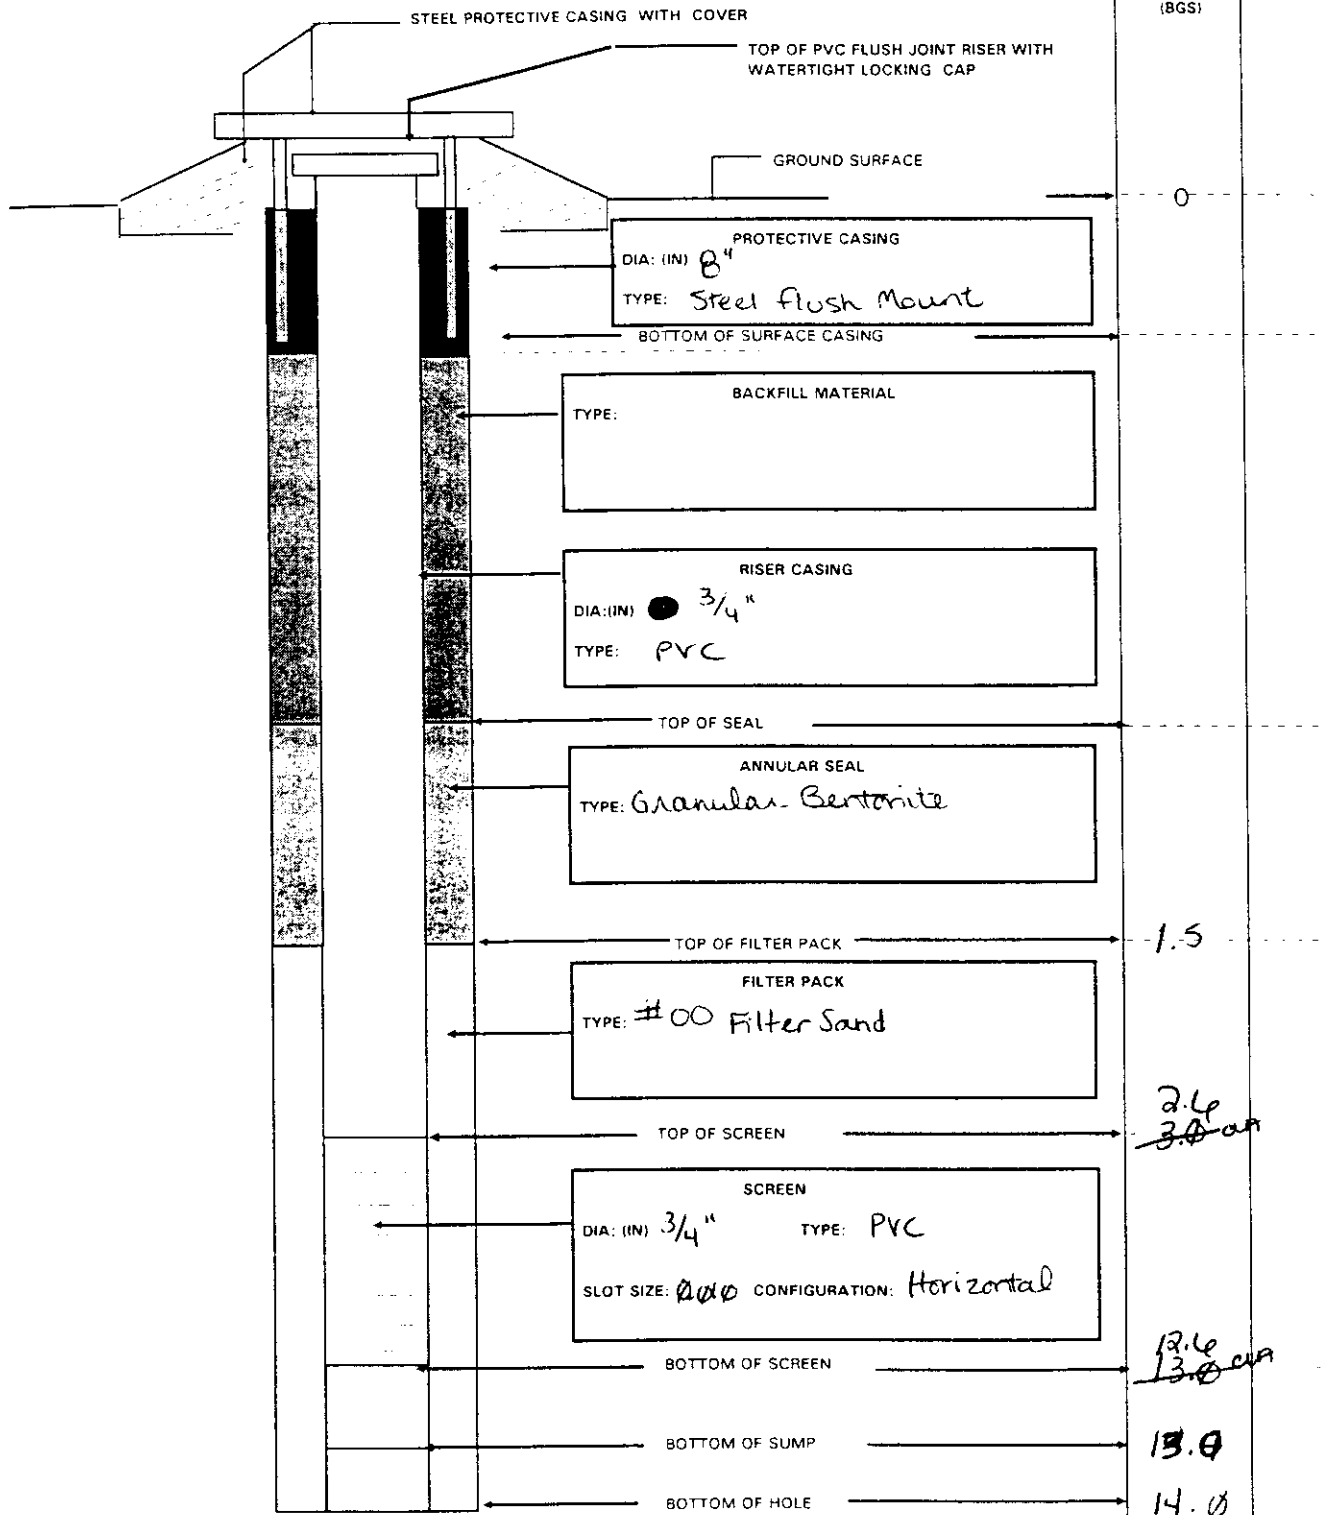 STEEL PROTECTIVE CASING WITH COVER
(BGS)
TOP OF PVC FLUSH JOINT RISER WITH
WATERTIGHT LOCKING CAP
GROUND SURFACE
0
PROTECTIVE CASING
DIA: (IN) 8"
TYPE: Steel flush Mount
BOTTOM OF SURFACE CASING
BACKFILL MATERIAL
TYPE:
RISER CASING
DIA:(IN) 3/4"
TYPE: PVC
TOP OF SEAL
ANNULAR SEAL
TYPE: Granular Bentonite
TOP OF FILTER PACK
1.5
FILTER PACK
TYPE: #00 Filter Sand
2.6
TOP OF SCREEN
3.0
SCREEN
DIA: (IN) 3/4" TYPE: PVC
SLOT SIZE: CONFIGURATION: Horizontal
12.6
BOTTOM OF SCREEN
13.0
BOTTOM OF SUMP
13.0
BOTTOM OF HOLE
14.0